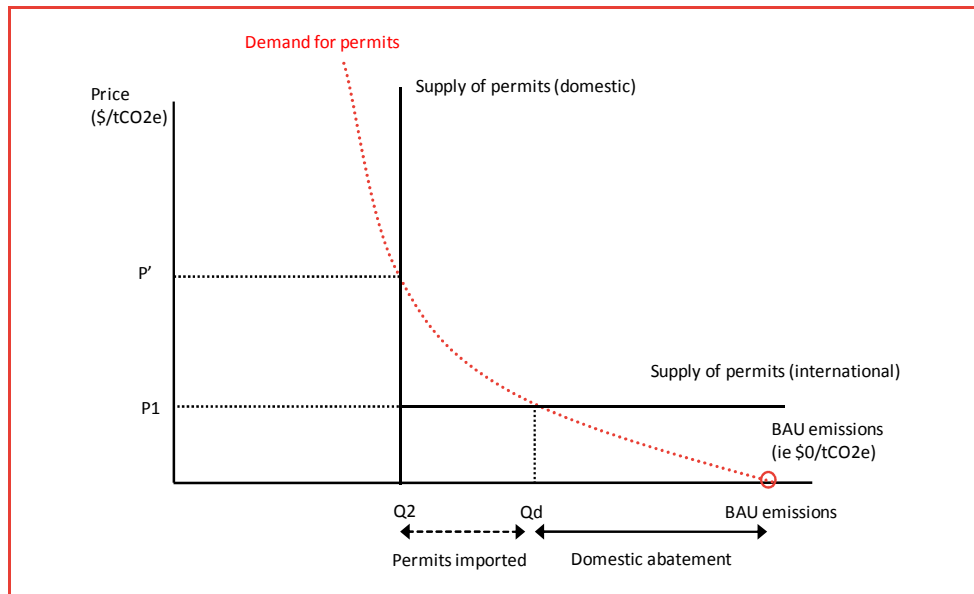 Demand for permits
Supply of permits (domestic)
Price
($/tCO2e)
P’
Supply of permits (international)
P1
BAU emissions
(ie $0/tCO2e)
Q2
Qd
BAU emissions
Permits imported
Domestic abatement